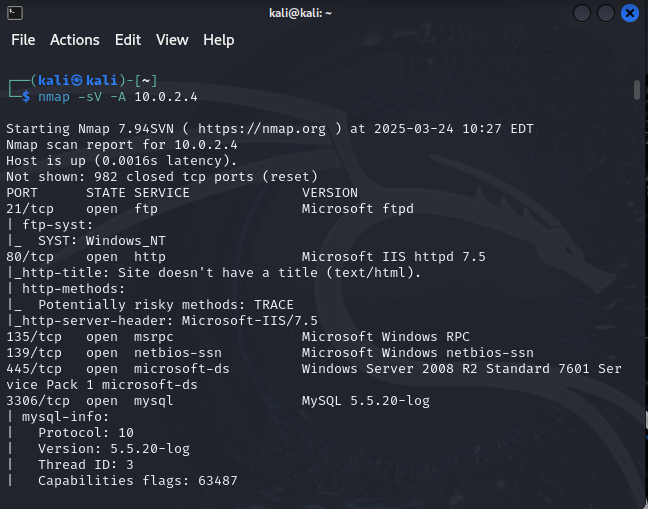 kali@kali: ~
File Actions Edit View Help
┌──(kali㉿kali)-[~]
└─$ nmap -sV -A 10.0.2.4
Starting Nmap 7.94SVN ( https://nmap.org ) at 2025-03-24 10:27 EDT
Nmap scan report for 10.0.2.4
Host is up (0.0016s latency).
Not shown: 982 closed tcp ports (reset)
PORT      STATE SERVICE              VERSION
21/tcp    open  ftp                  Microsoft ftpd
| ftp-syst:
|_  SYST: Windows_NT
80/tcp    open  http                 Microsoft IIS httpd 7.5
|_http-title: Site doesn't have a title (text/html).
| http-methods:
|_  Potentially risky methods: TRACE
|_http-server-header: Microsoft-IIS/7.5
135/tcp   open  msrpc                Microsoft Windows RPC
139/tcp   open  netbios-ssn          Microsoft Windows netbios-ssn
445/tcp   open  microsoft-ds         Windows Server 2008 R2 Standard 7601 Ser
vice Pack 1 microsoft-ds
3306/tcp  open  mysql                MySQL 5.5.20-log
| mysql-info:
|   Protocol: 10
|   Version: 5.5.20-log
|   Thread ID: 3
|   Capabilities flags: 63487